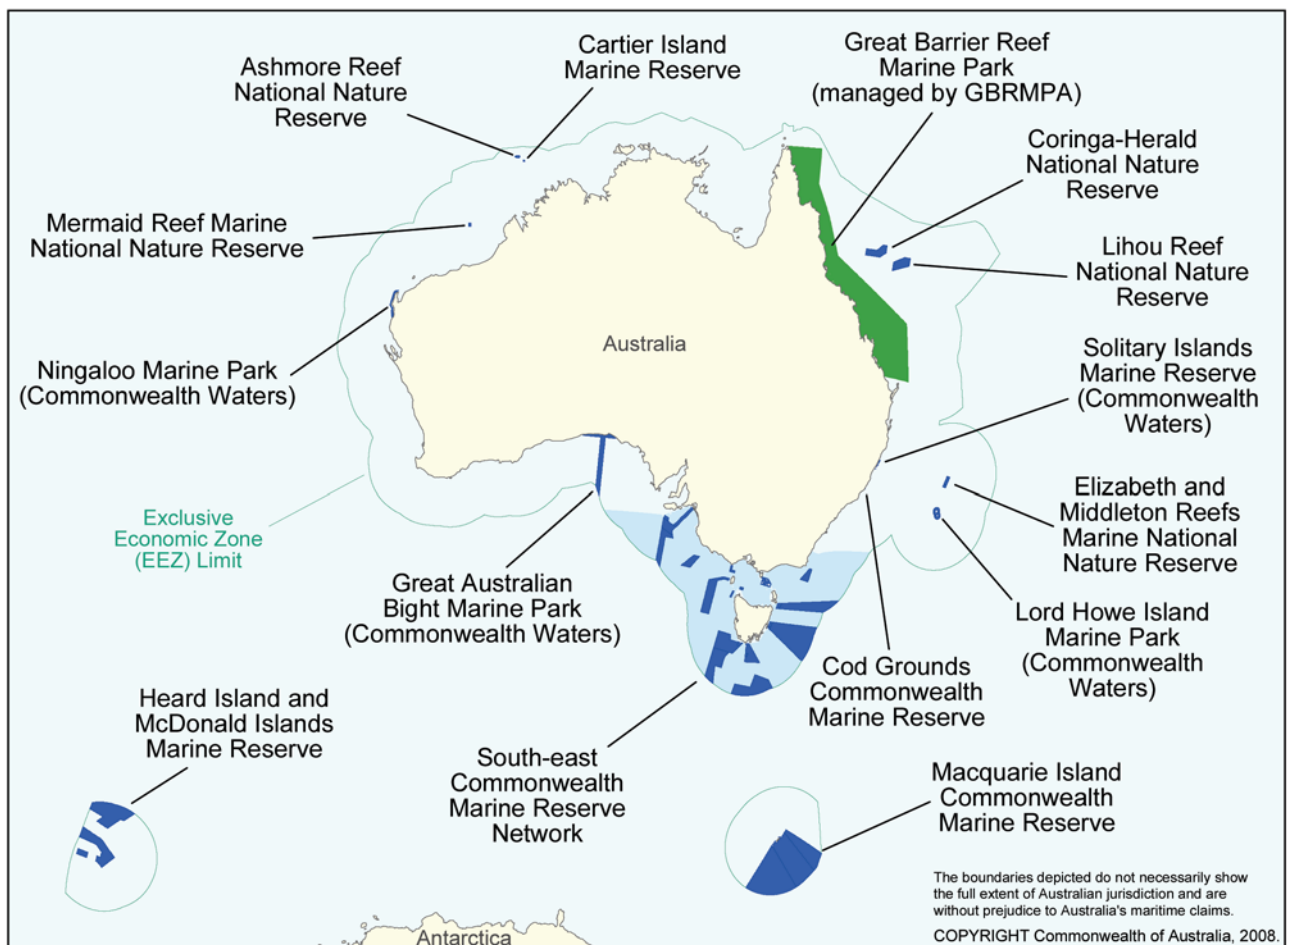 Cartier Island
Marine Reserve
Great Barrier Reef
Marine Park
(managed by GBRMPA)
Ashmore Reef
National Nature
Reserve
Coringa-Herald
National Nature
Reserve
Mermaid Reef Marine
National Nature Reserve
Lihou Reef
National Nature
Reserve
Australia
Ningaloo Marine Park
(Commonwealth Waters)
Solitary Islands
Marine Reserve
(Commonwealth
Waters)
Exclusive
Economic Zone
(EEZ) Limit
Elizabeth and
Middleton Reefs
Marine National
Nature Reserve
Great Australian
Bight Marine Park
(Commonwealth Waters)
Lord Howe Island
Marine Park
(Commonwealth
Waters)
Cod Grounds
Commonwealth
Marine Reserve
Heard Island and
McDonald Islands
Marine Reserve
South-east
Commonwealth
Marine Reserve
Network
Macquarie Island
Commonwealth
Marine Reserve
The boundaries depicted do not necessarily show
the full extent of Australian jurisdiction and are
without prejudice to Australia's maritime claims.
COPYRIGHT Commonwealth of Australia, 2008.
Antarctica